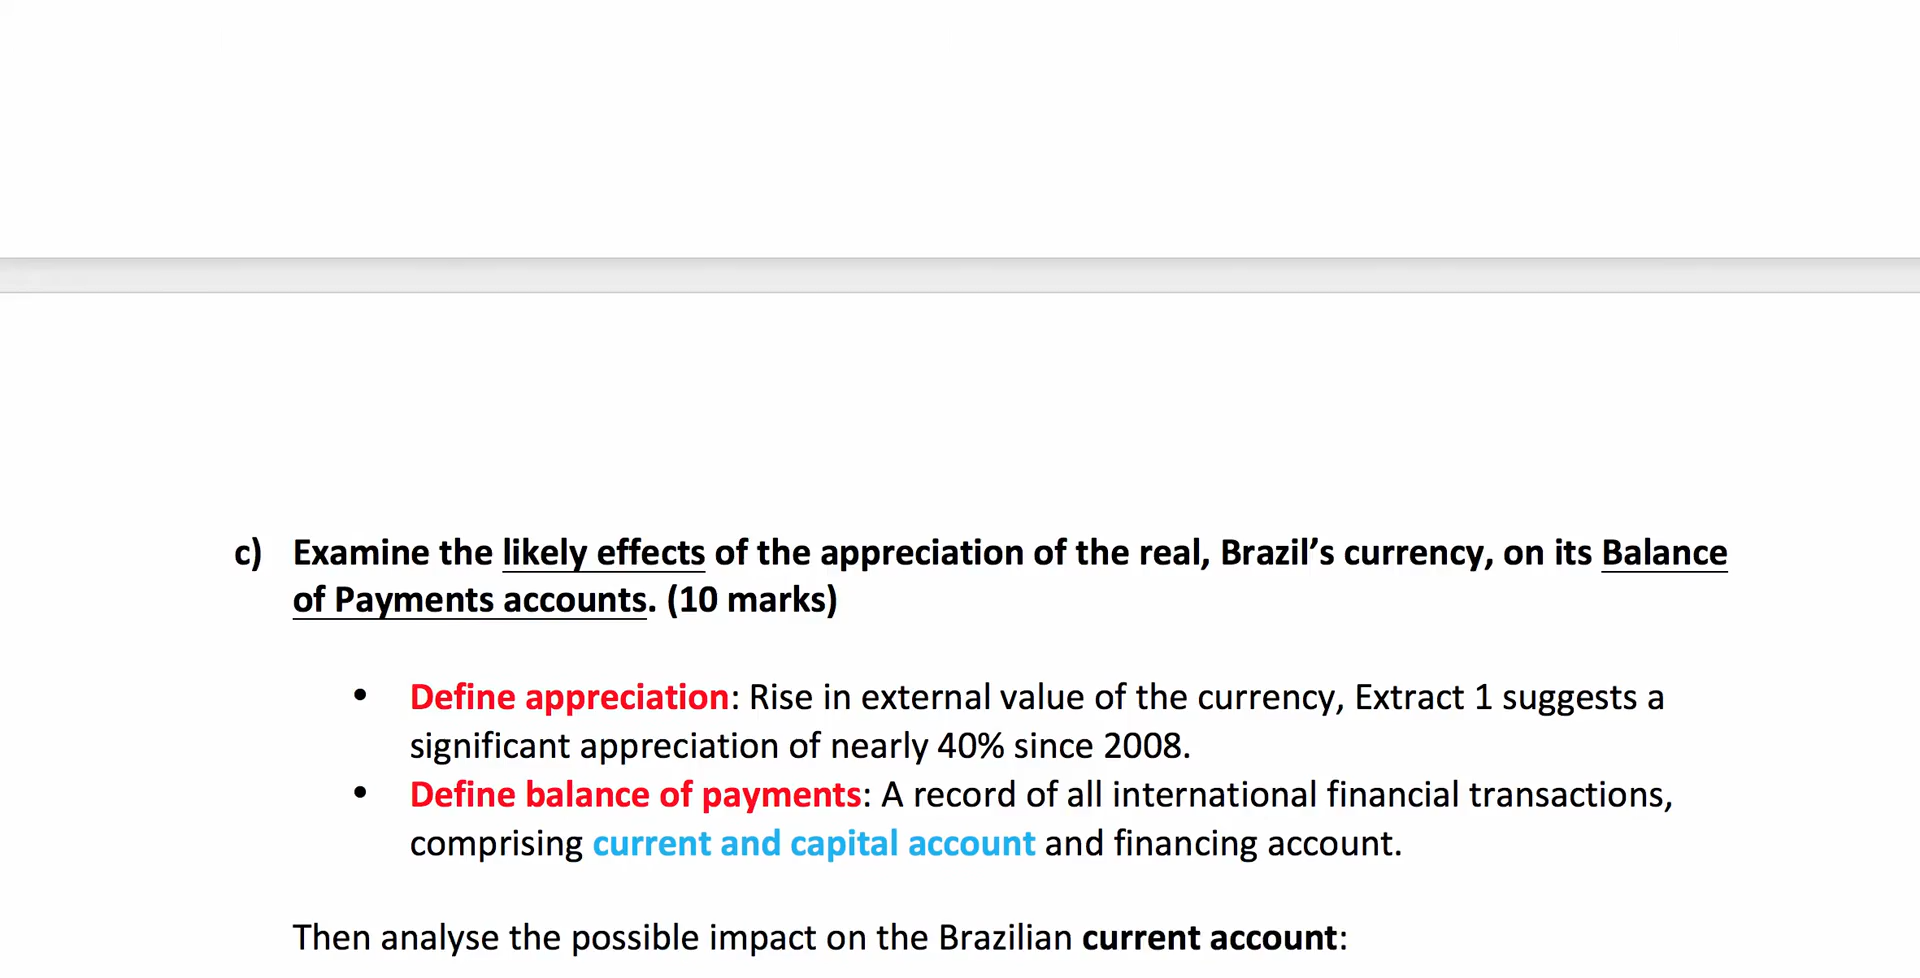 c) Examine the likely effects of the appreciation of the real, Brazil’s currency, on its Balance
of Payments accounts. (10 marks)
• Define appreciation: Rise in external value of the currency, Extract 1 suggests a
significant appreciation of nearly 40% since 2008.
• Define balance of payments: A record of all international financial transactions,
comprising current and capital account and financing account.
Then analyse the possible impact on the Brazilian current account: